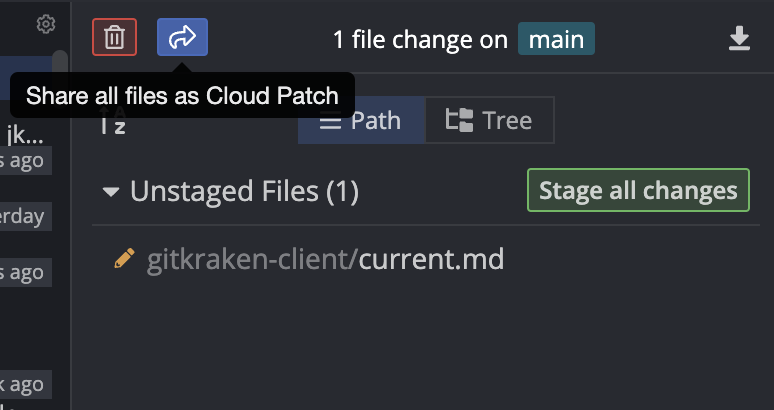 1 file change on main
Share all files as Cloud Patch
A
Z
Path
Tree
jk...
s ago
Unstaged Files (1)
Stage all changes
erday
gitkraken-client/current.md
s ago
k ago